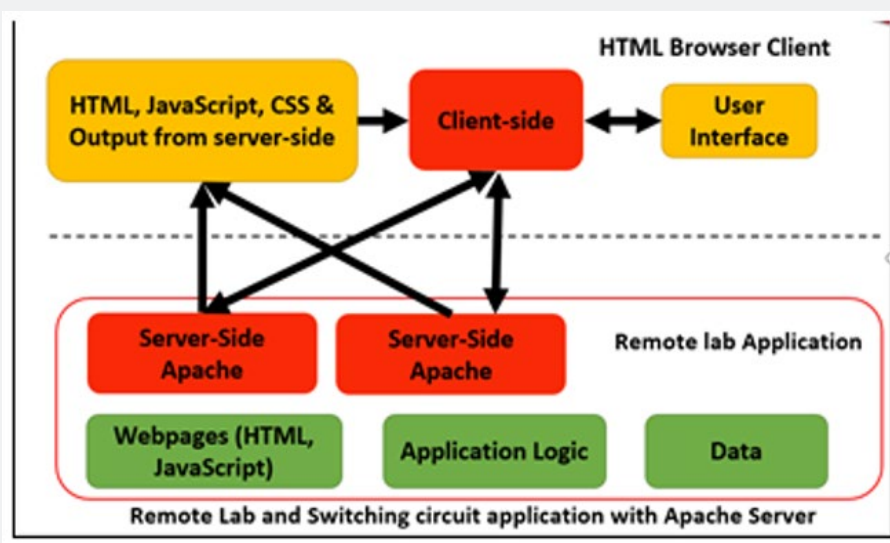 HTML Browser Client
HTML, JavaScript, CSS &
Output from server-side
Client-side
User
Interface
Server-Side
Apache
Server-Side
Apache
Remote lab Application
Webpages (HTML,
JavaScript)
Application Logic
Data
Remote Lab and Switching circuit application with Apache Server